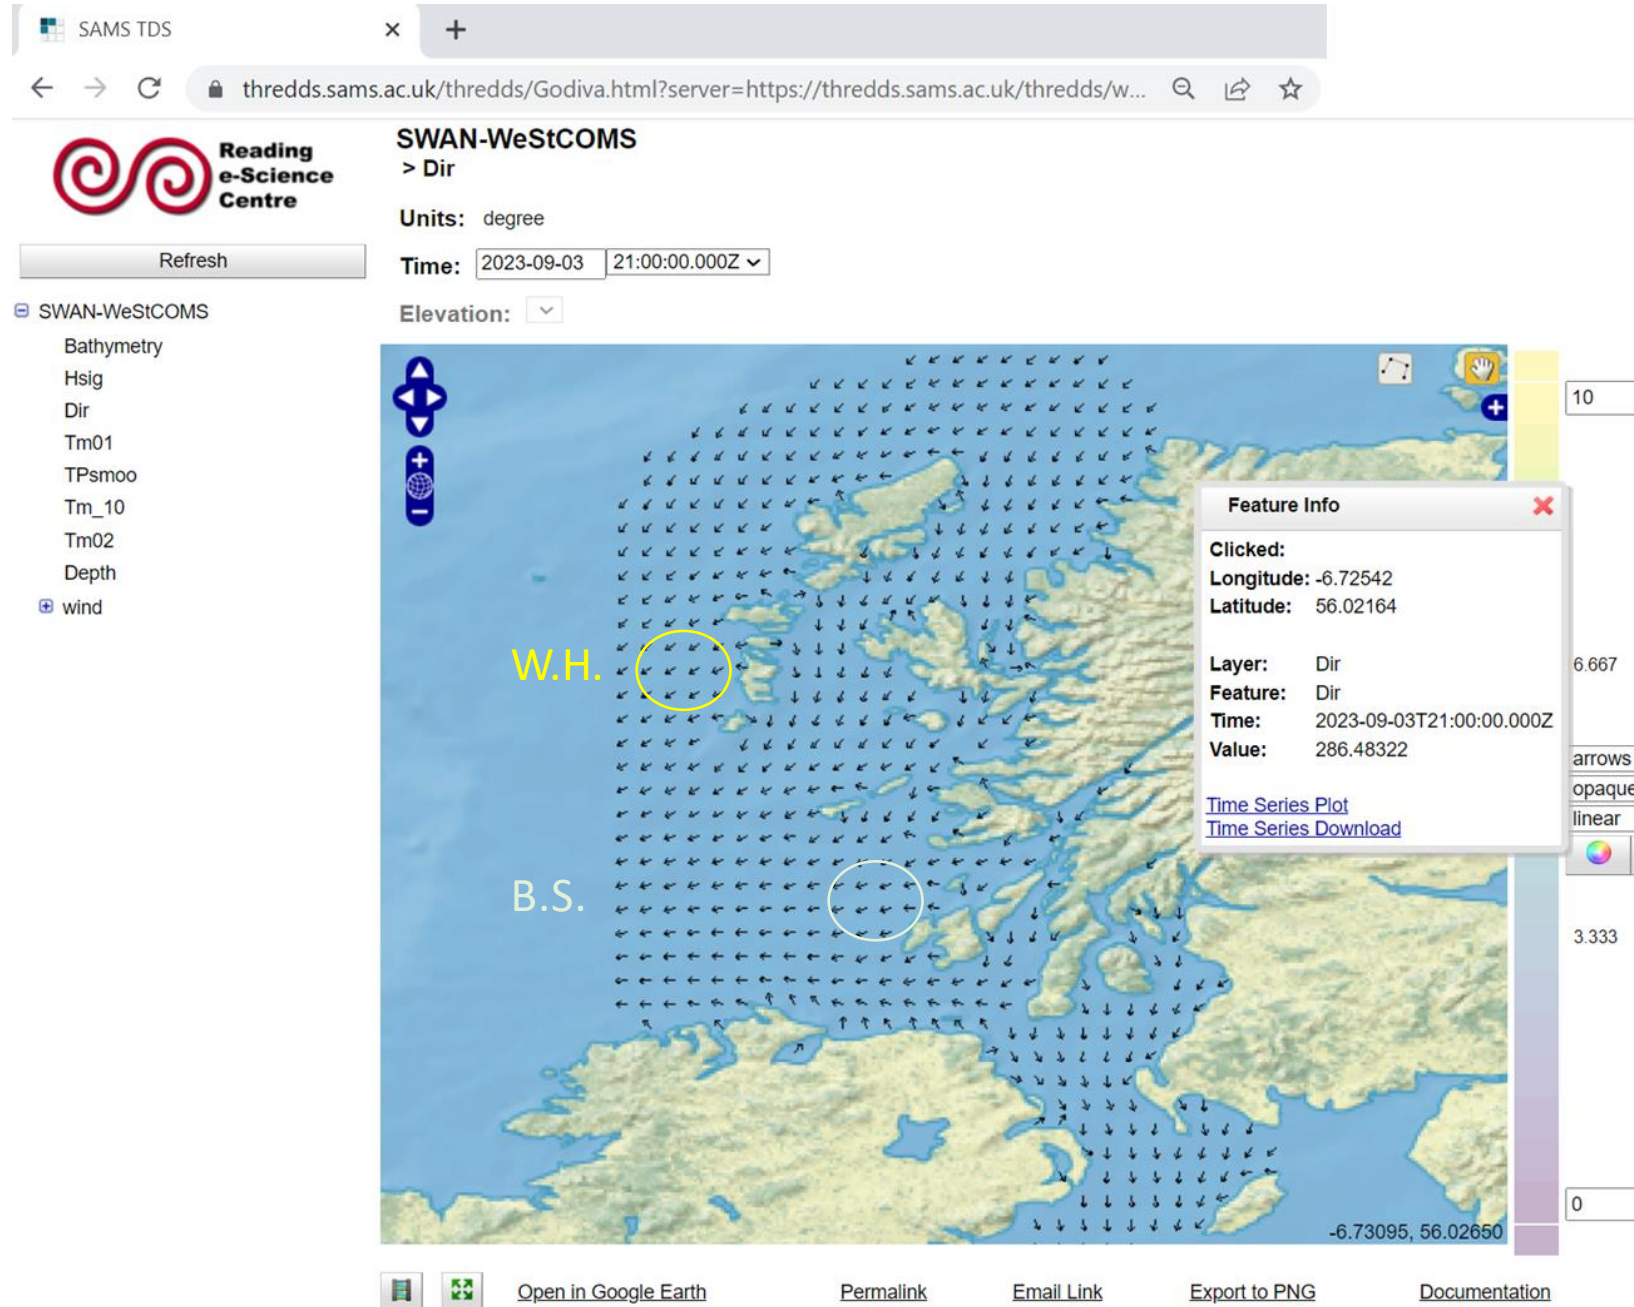 SAMS TDS
thredds.sams.ac.uk/thredds/Godiva.html?server=https://thredds.sams.ac.uk/thredds/w...
Reading
e-Science
Centre
SWAN-WeStCOMS
> Dir
Units: degree
Refresh
Time: 2023-09-03 21:00:00.000Z
Elevation:
SWAN-WeStCOMS
Bathymetry
Hsig
Dir
Tm01
TPsmoo
Tm_10
Tm02
Depth
wind
10
Feature Info
Clicked:
Longitude: -6.72542
Latitude: 56.02164
Layer: Dir
Feature: Dir
Time: 2023-09-03T21:00:00.000Z
Value: 286.48322
Time Series Plot
Time Series Download
W.H.
B.S.
6.667
arrows
opaque
linear
3.333
0
-6.73095, 56.02650
Open in Google Earth Permalink Email Link Export to PNG Documentation